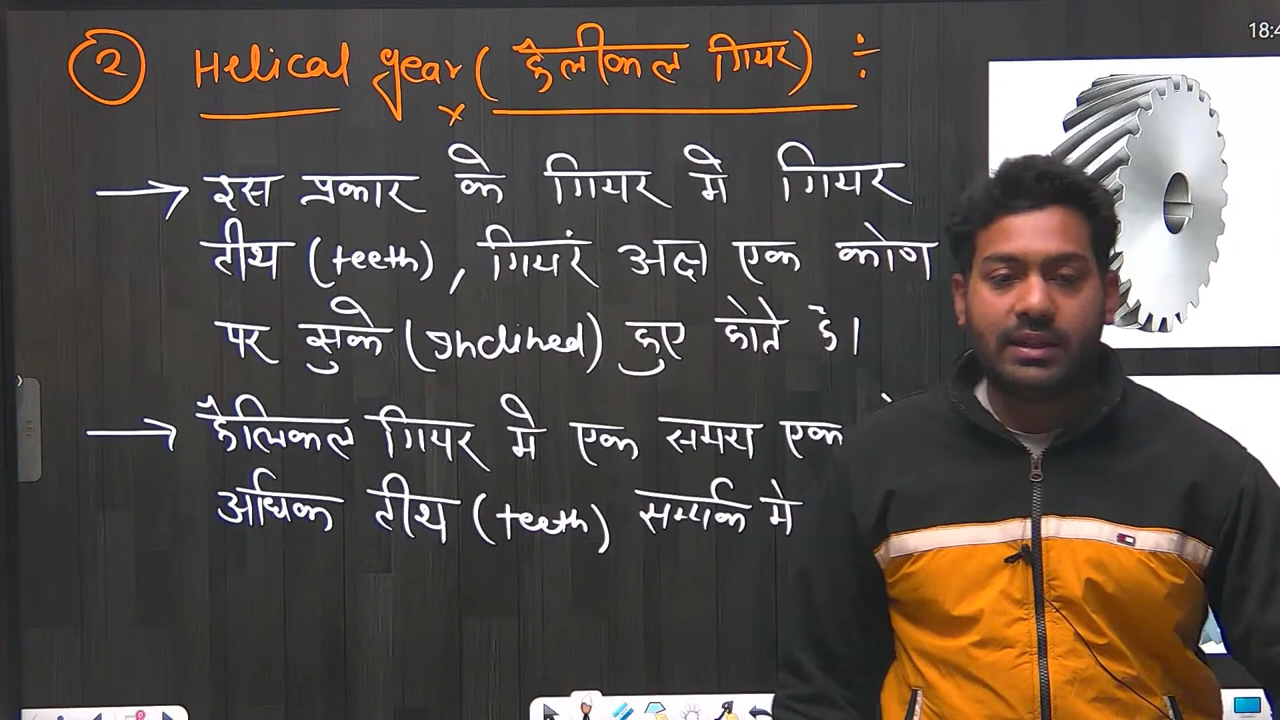 18:4
② Helical gear (हैलीकल गियर) ÷
→ इस प्रकार के गियर मे गियर
टीथ (teeth), गियर अक्ष एक कोण
पर झुके (Inclined) हुए होते है।
→ हैलिकल गियर मे एक समय एक
अधिक टीथ (teeth) सम्पर्क मे